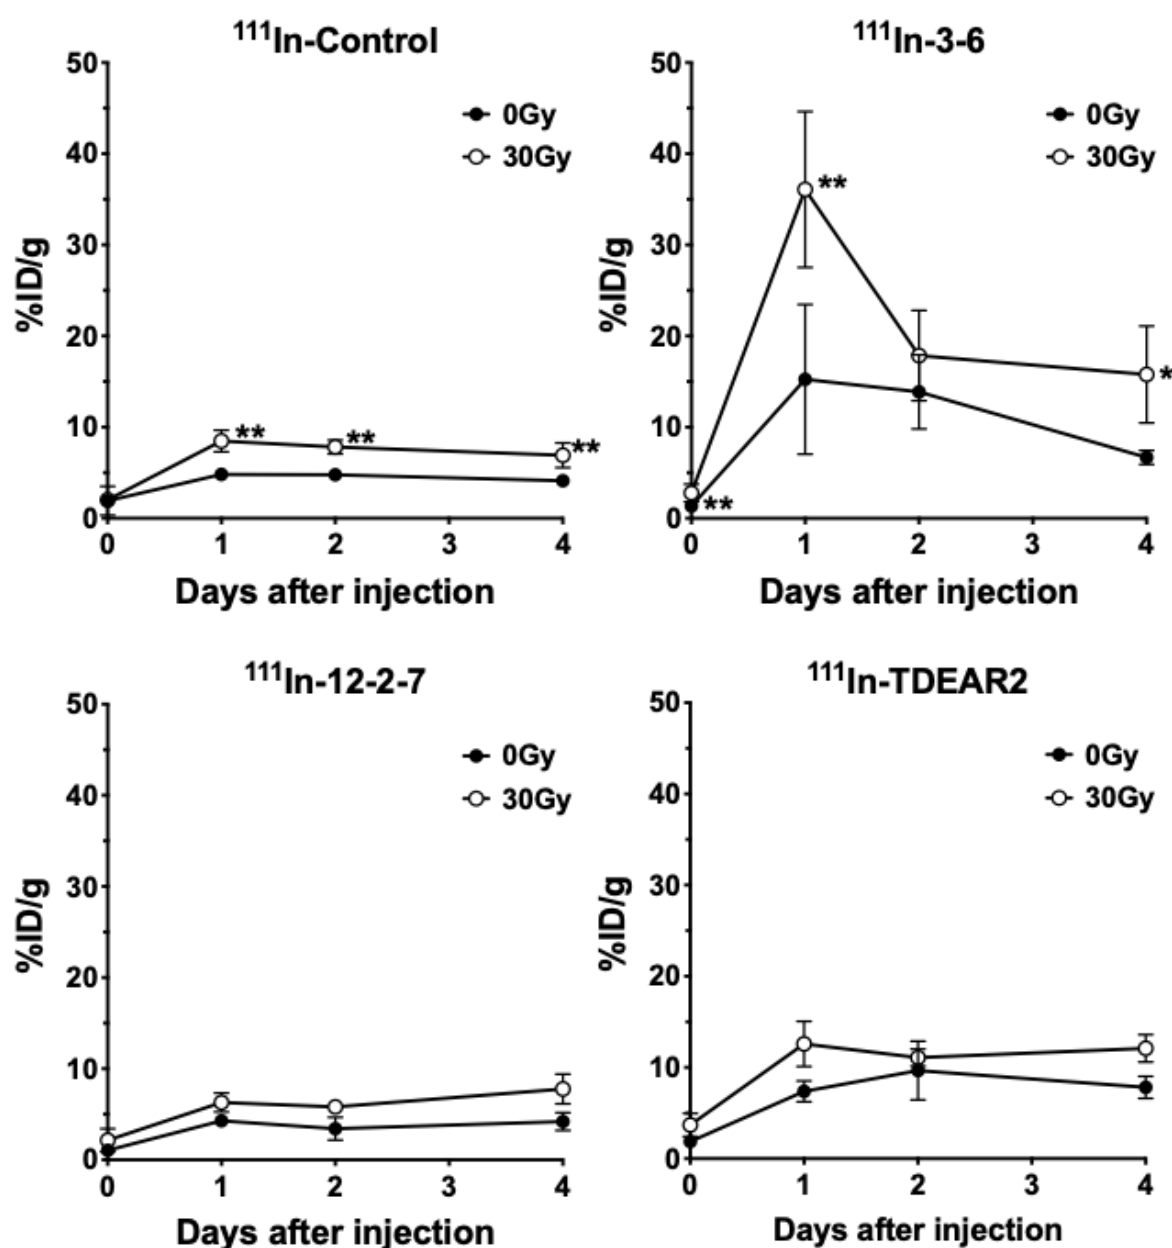 ¹¹¹In-Control
50
40
30
20
10
0
%ID/g
0Gy
30Gy
**
**
**
0 1 2 3 4
Days after injection
¹¹¹In-3-6
50
40
30
20
10
0
%ID/g
0Gy
30Gy
**
**
*
0 1 2 3 4
Days after injection
¹¹¹In-12-2-7
50
40
30
20
10
0
%ID/g
0Gy
30Gy
0 1 2 3 4
Days after injection
¹¹¹In-TDEAR2
50
40
30
20
10
0
%ID/g
0Gy
30Gy
0 1 2 3 4
Days after injection